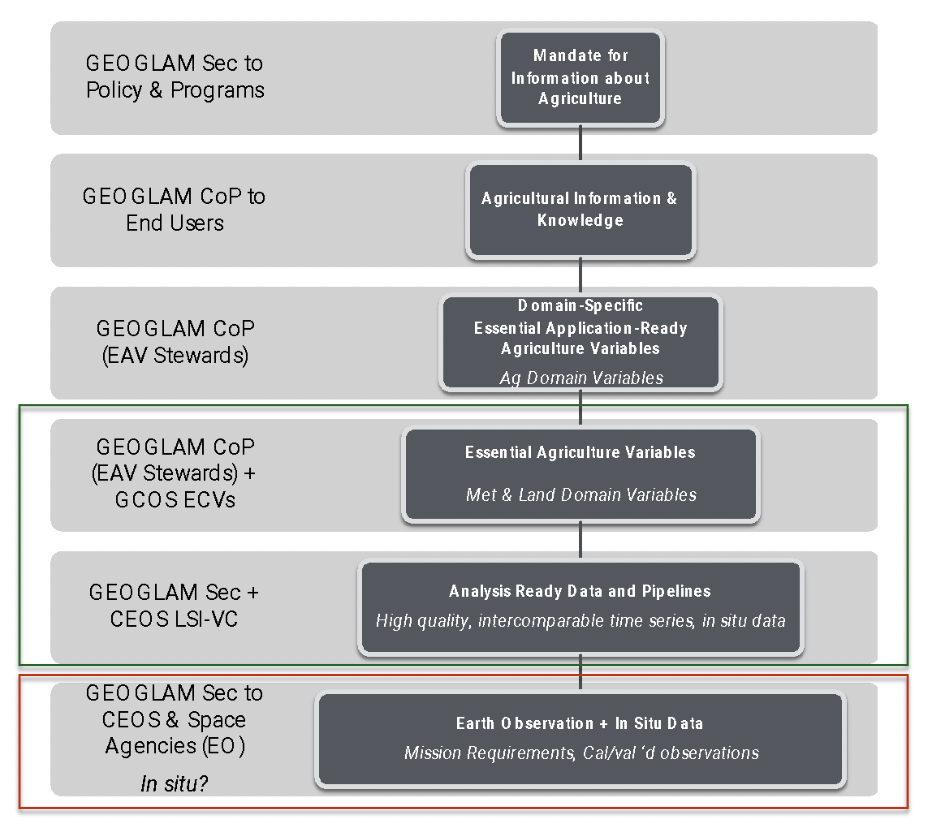 GEOGLAM Sec to
Policy & Programs
Mandate for
Information about
Agriculture
GEOGLAM CoP to
End Users
Agricultural Information &
Knowledge
GEOGLAM CoP
(EAV Stewards)
Domain-Specific
Essential Application-Ready
Agriculture Variables
Ag Domain Variables
GEOGLAM CoP
(EAV Stewards) +
GCOS ECVs
Essential Agriculture Variables
Met & Land Domain Variables
GEOGLAM Sec +
CEOS LSI-VC
Analysis Ready Data and Pipelines
High quality, intercomparable time series, in situ data
GEOGLAM Sec to
CEOS & Space
Agencies (EO)
In situ?
Earth Observation + In Situ Data
Mission Requirements, Cal/val ‘d observations